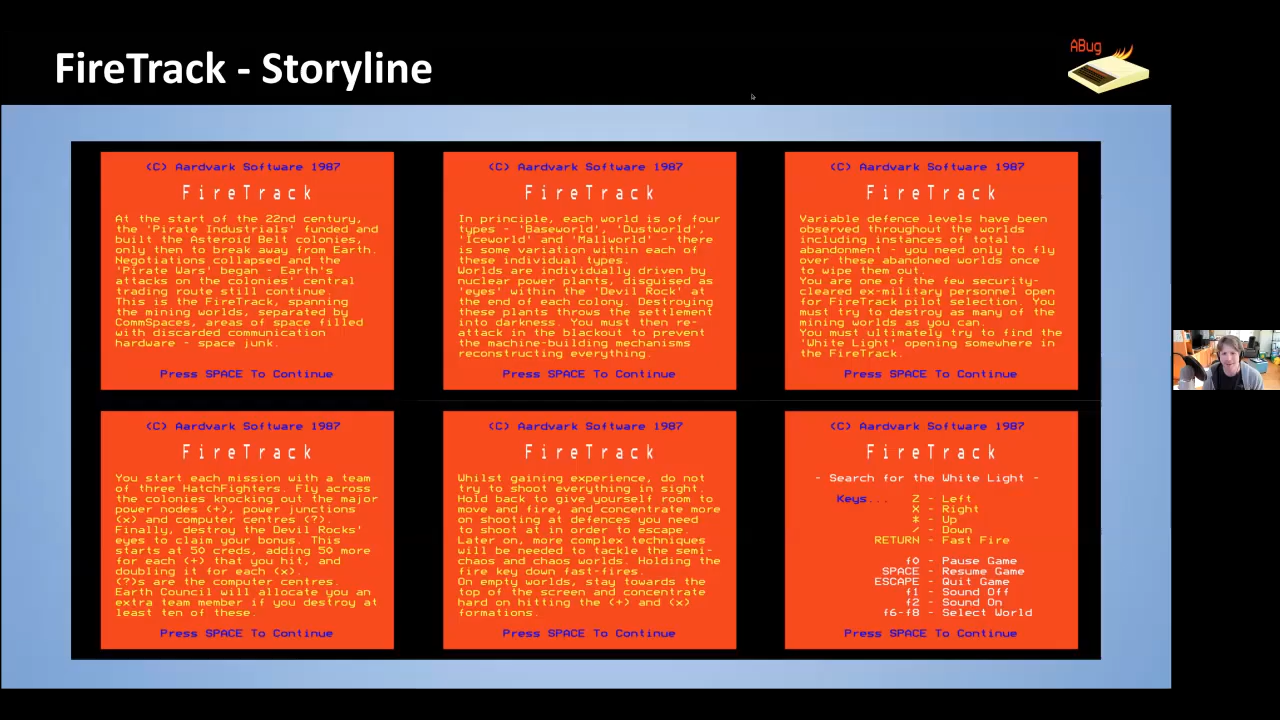 FireTrack - Storyline
ABug
(C) Aardvark Software 1987
FireTrack
At the start of the 22nd century,
the 'Pirate Industrials' funded and
built the Asteroid Belt colonies,
only then to break away from Earth.
Negotiations collapsed and the
'Pirate Wars' began - Earth's
attacks on the colonies' central
trading route still continue.
This is the FireTrack, spanning
the mining worlds, separated by
CommSpaces, areas of space filled
with discarded communication
hardware - space junk.
Press SPACE To Continue
(C) Aardvark Software 1987
FireTrack
In principle, each world is of four
types - 'Baseworld', 'Dustworld',
'Iceworld' and 'Mallworld' - there
is some variation within each of
these individual types.
Worlds are individually driven by
nuclear power plants, disguised as
'eyes' within the 'Devil Rock' at
the end of each colony. Destroying
these plants throws the settlement
into darkness. You must then re-
attack in the blackout to prevent
the machine-building mechanisms
reconstructing everything.
Press SPACE To Continue
(C) Aardvark Software 1987
FireTrack
Variable defence levels have been
observed throughout the worlds
including instances of total
abandonment - you need only to fly
over these abandoned worlds once
to wipe them out.
You are one of the few security-
cleared ex-military personnel open
for FireTrack pilot selection. You
must try to destroy as many of the
mining worlds as you can.
You must ultimately try to find the
'White Light' opening somewhere in
the FireTrack.
Press SPACE To Continue
(C) Aardvark Software 1987
FireTrack
You start each mission with a team
of three HatchFighters. Fly across
the colonies knocking out the major
power nodes (+), power junctions
(x) and computer centres (?).
Finally, destroy the Devil Rocks'
eyes to claim your bonus. This
starts at 50 creds, adding 50 more
for each (+) that you hit, and
doubling it for each (x).
(?)s are the computer centres.
Earth Council will allocate you an
extra team member if you destroy at
least ten of these.
Press SPACE To Continue
(C) Aardvark Software 1987
FireTrack
Whilst gaining experience, do not
try to shoot everything in sight.
Hold back to give yourself room to
move and fire, and concentrate more
on shooting at defences you need
to shoot at in order to escape.
Later on, more complex techniques
will be needed to tackle the semi-
chaos and chaos worlds. Holding the
fire key down fast-fires.
On empty worlds, stay towards the
top of the screen and concentrate
hard on hitting the (+) and (x)
formations.
Press SPACE To Continue
(C) Aardvark Software 1987
FireTrack
- Search for the White Light -
Keys... Z - Left
X - Right
* - Up
/ - Down
RETURN - Fast Fire
f0 - Pause Game
SPACE - Resume Game
ESCAPE - Quit Game
f1 - Sound Off
f2 - Sound On
f6-f8 - Select World
Press SPACE To Continue